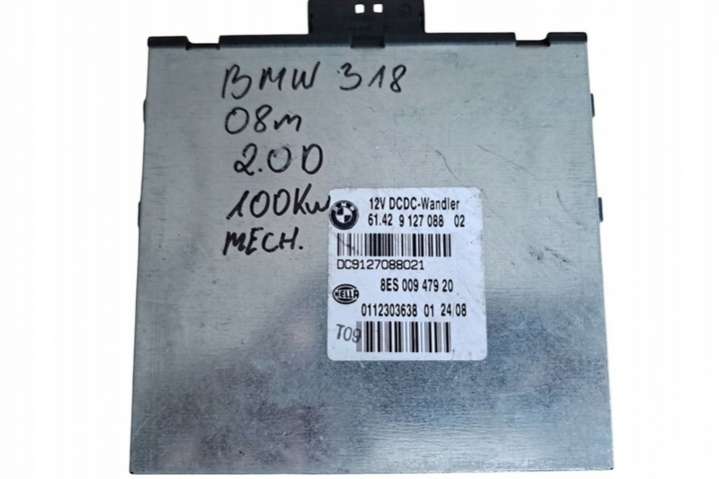 BMW 318
08m
2.0D
100Kw
MECH.
12V DCDC-Wandler
61.42 9 127 088 02
DC9127088021
8ES 009 479 20
HELLA
0112303638 01 24/08
T09